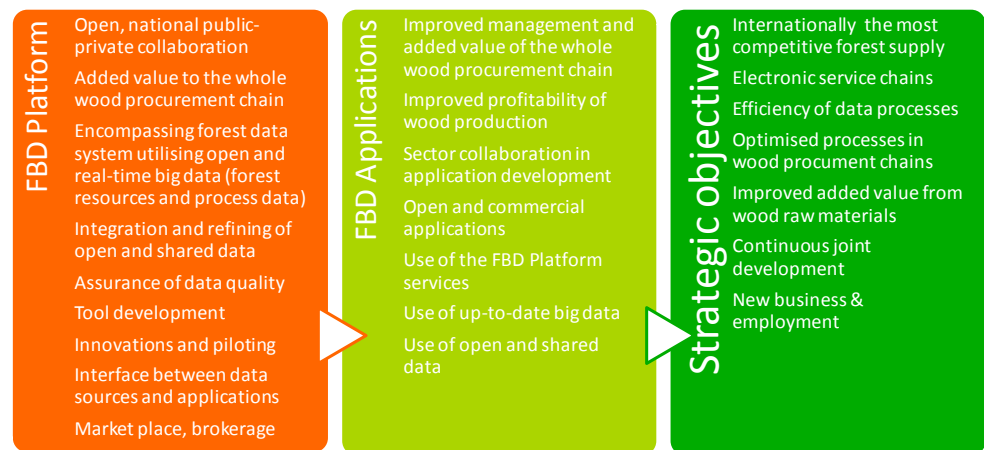 FBD Platform
Open, national public-
private collaboration
Added value to the whole
wood procurement chain
Encompassing forest data
system utilising open and
real-time big data (forest
resources and process data)
Integration and refining of
open and shared data
Assurance of data quality
Tool development
Innovations and piloting
Interface between data
sources and applications
Market place, brokerage
FBD Applications
Improved management and
added value of the whole
wood procurement chain
Improved profitability of
wood production
Sector collaboration in
application development
Open and commercial
applications
Use of the FBD Platform
services
Use of up-to-date big data
Use of open and shared
data
Strategic objectives
Internationally the most
competitive forest supply
Electronic service chains
Efficiency of data processes
Optimised processes in
wood procument chains
Improved added value from
wood raw materials
Continuous joint
development
New business &
employment